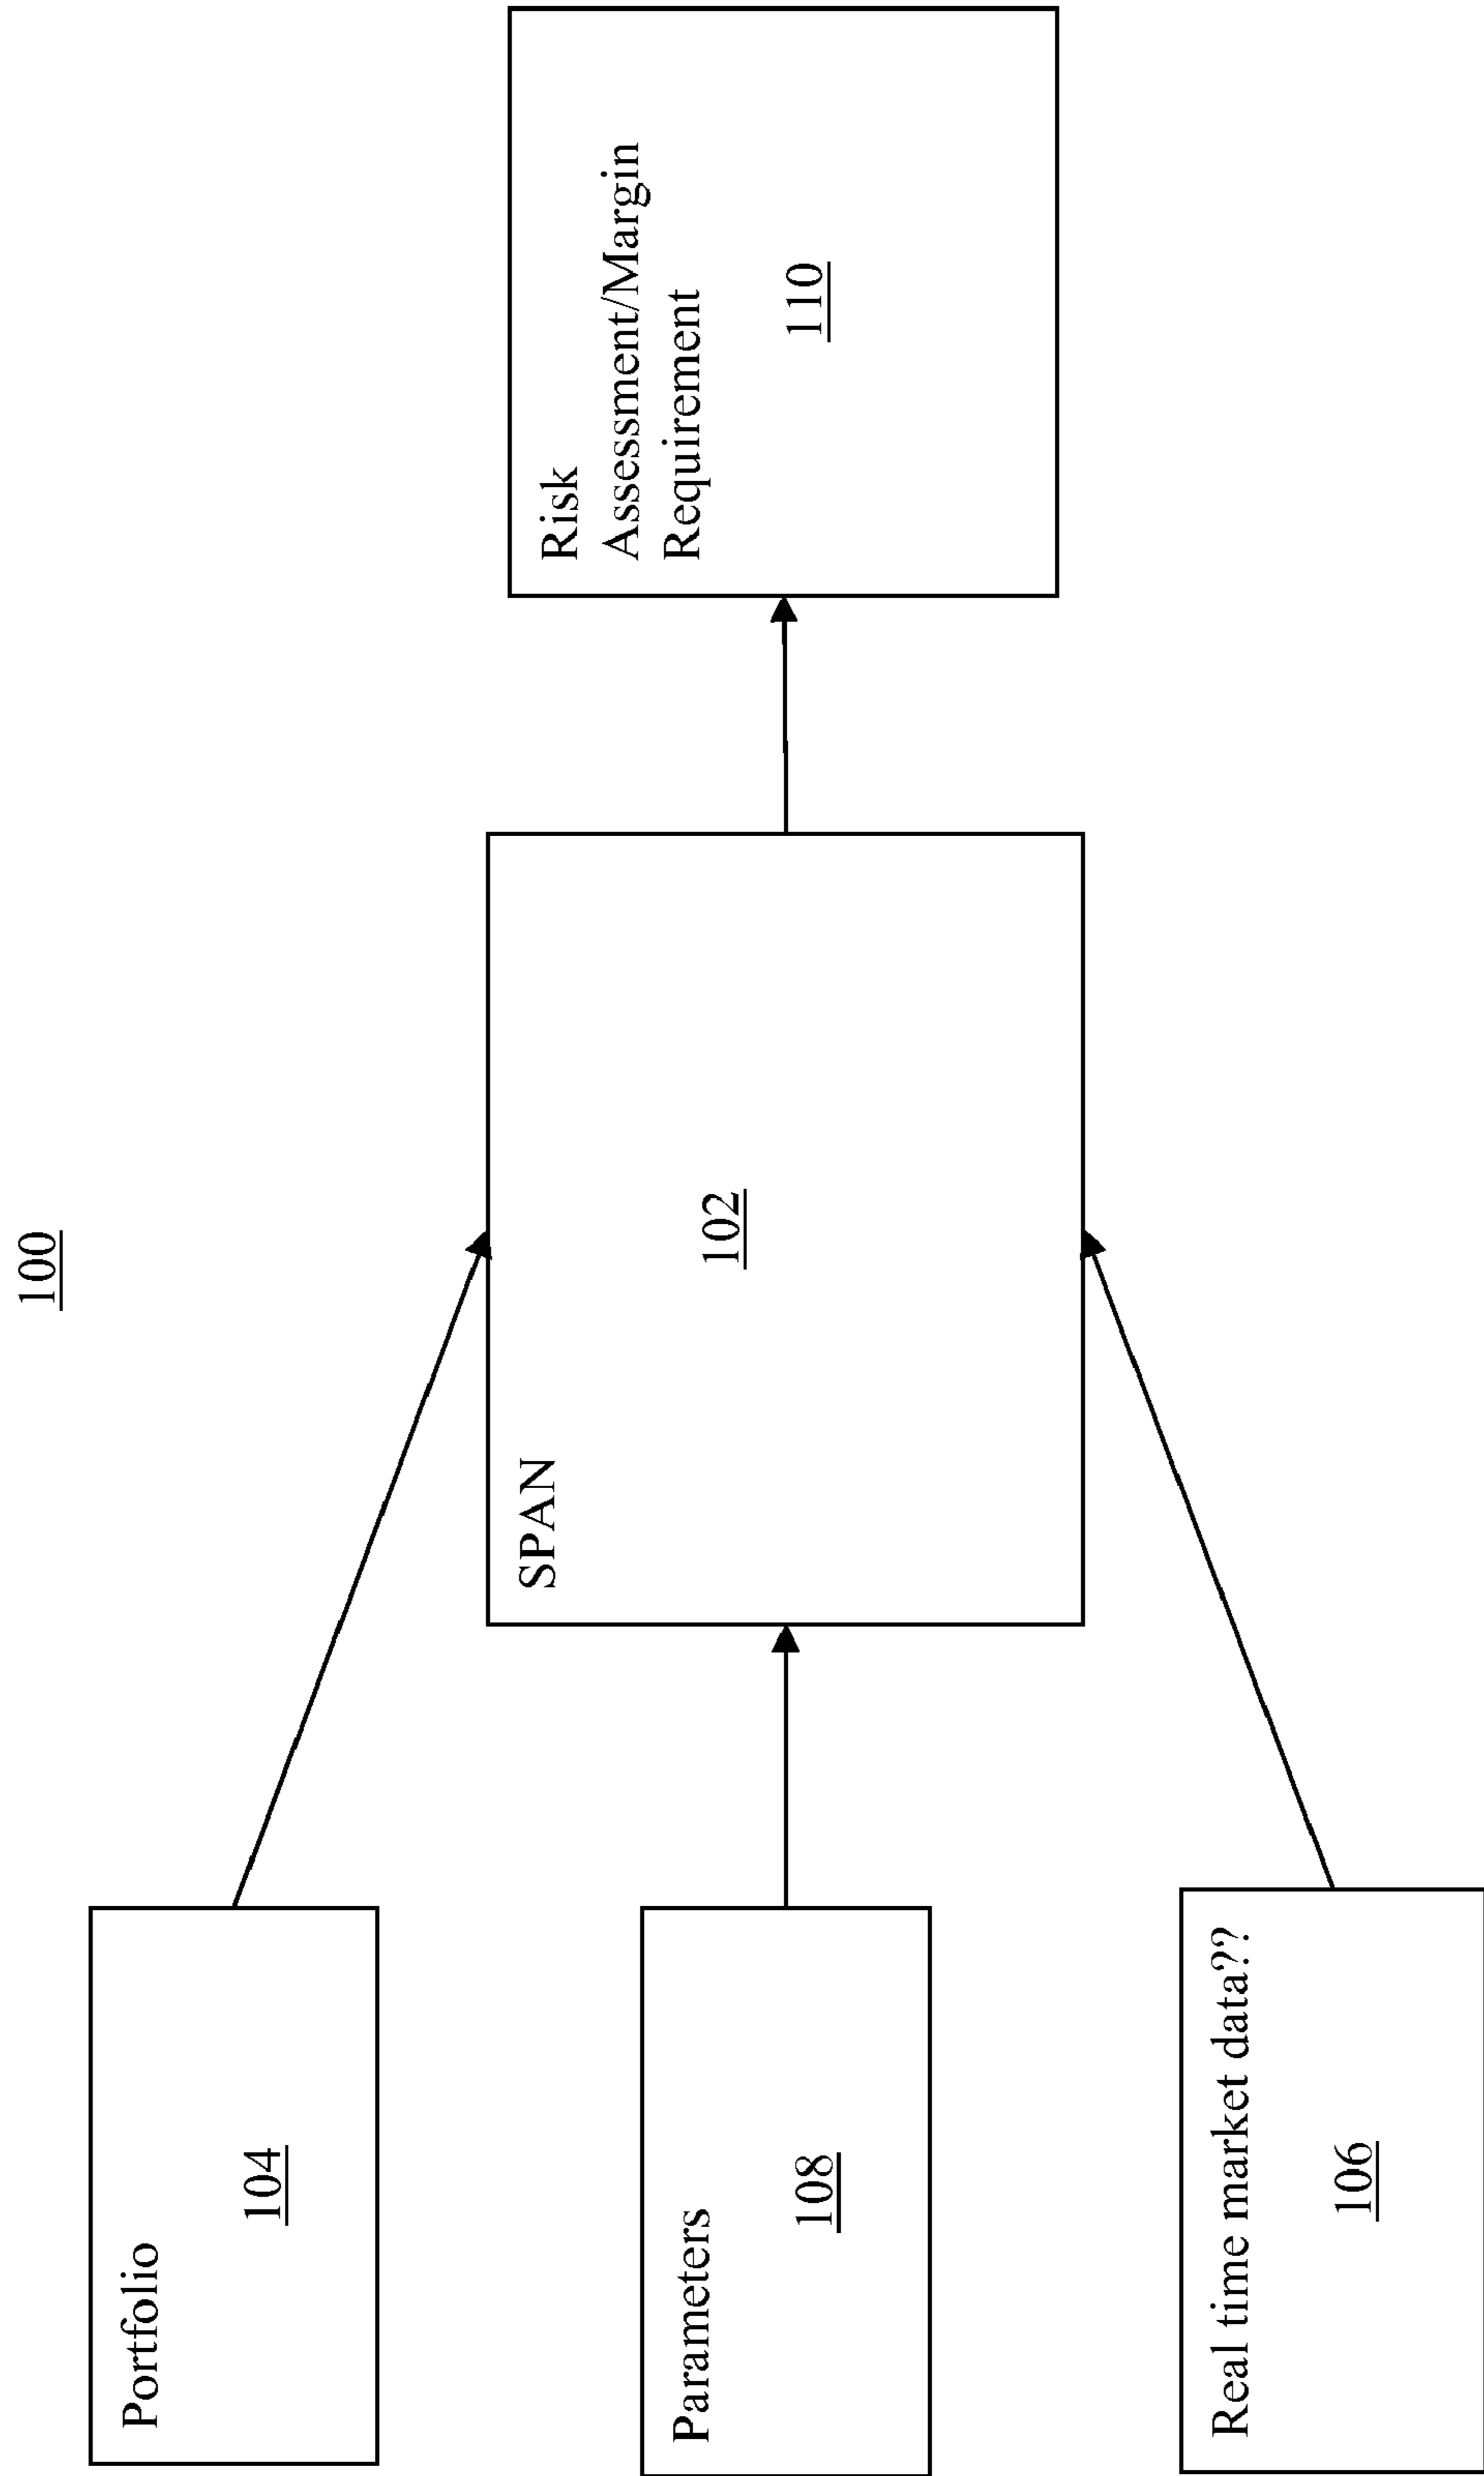 100
Portfolio
104
Parameters
108
Real time market data??
106
SPAN
102
Risk
Assessment/Margin
Requirement
110